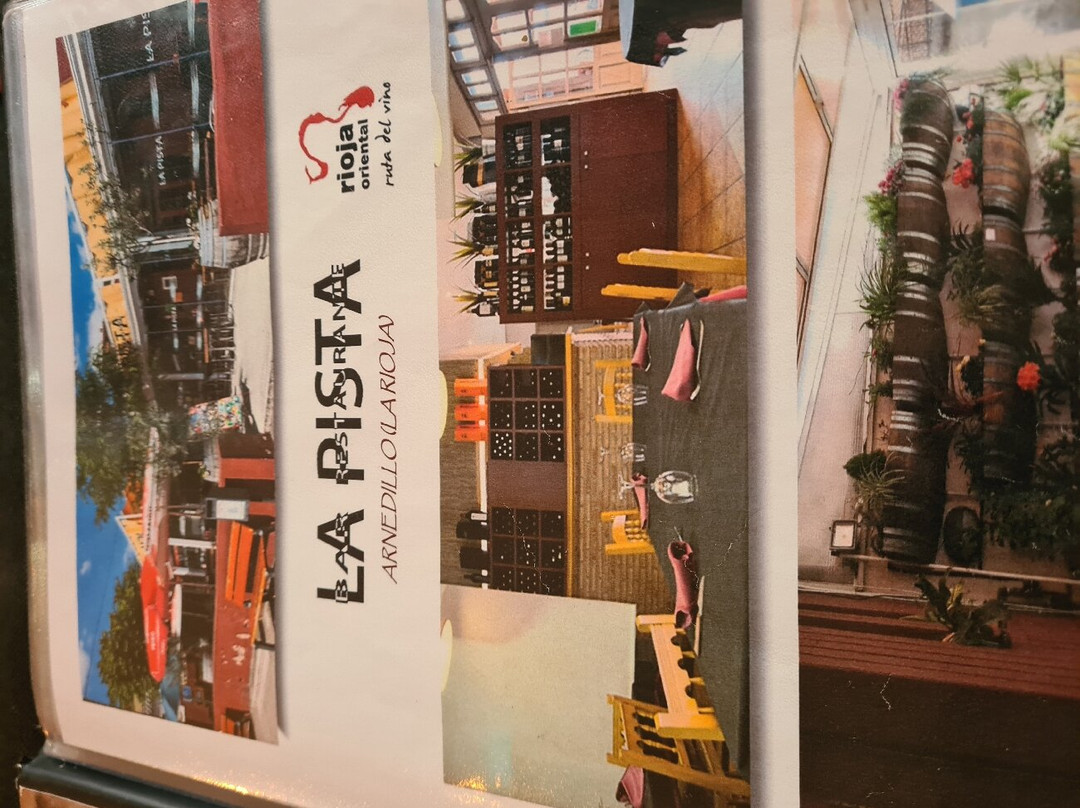 LA PISTA
BAR RESTAURANTE
ARNEDILLO (LA RIOJA)
rioja
oriental
ruta del vino
LA PISTA